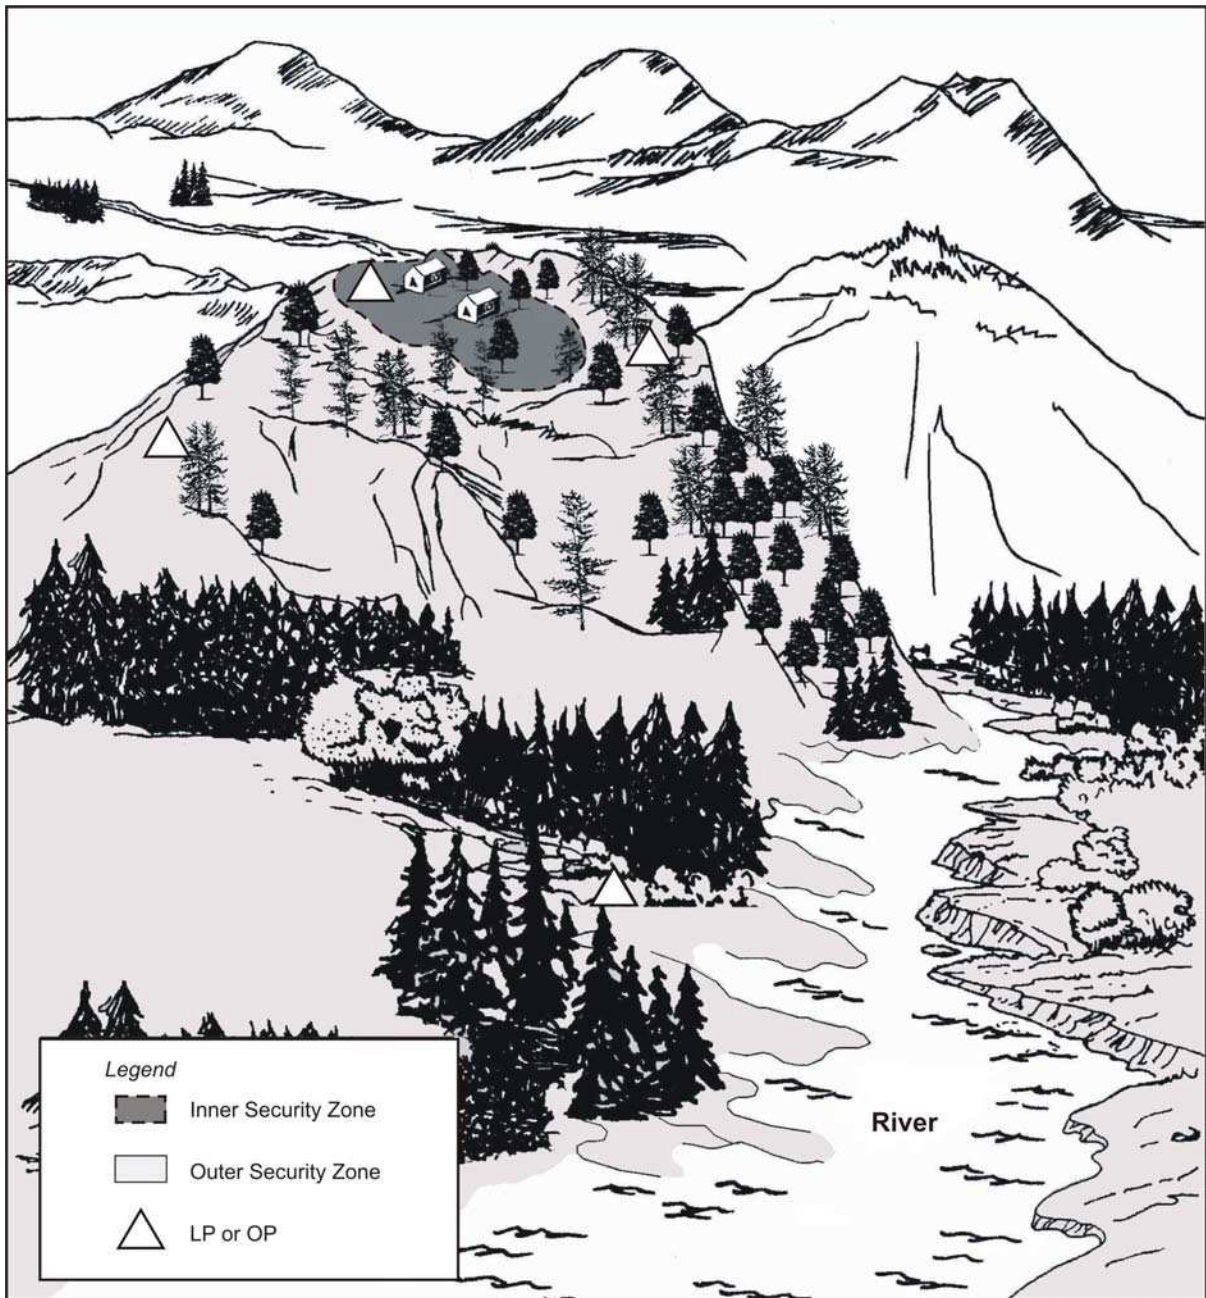 River
Legend
Inner Security Zone
Outer Security Zone
LP or OP